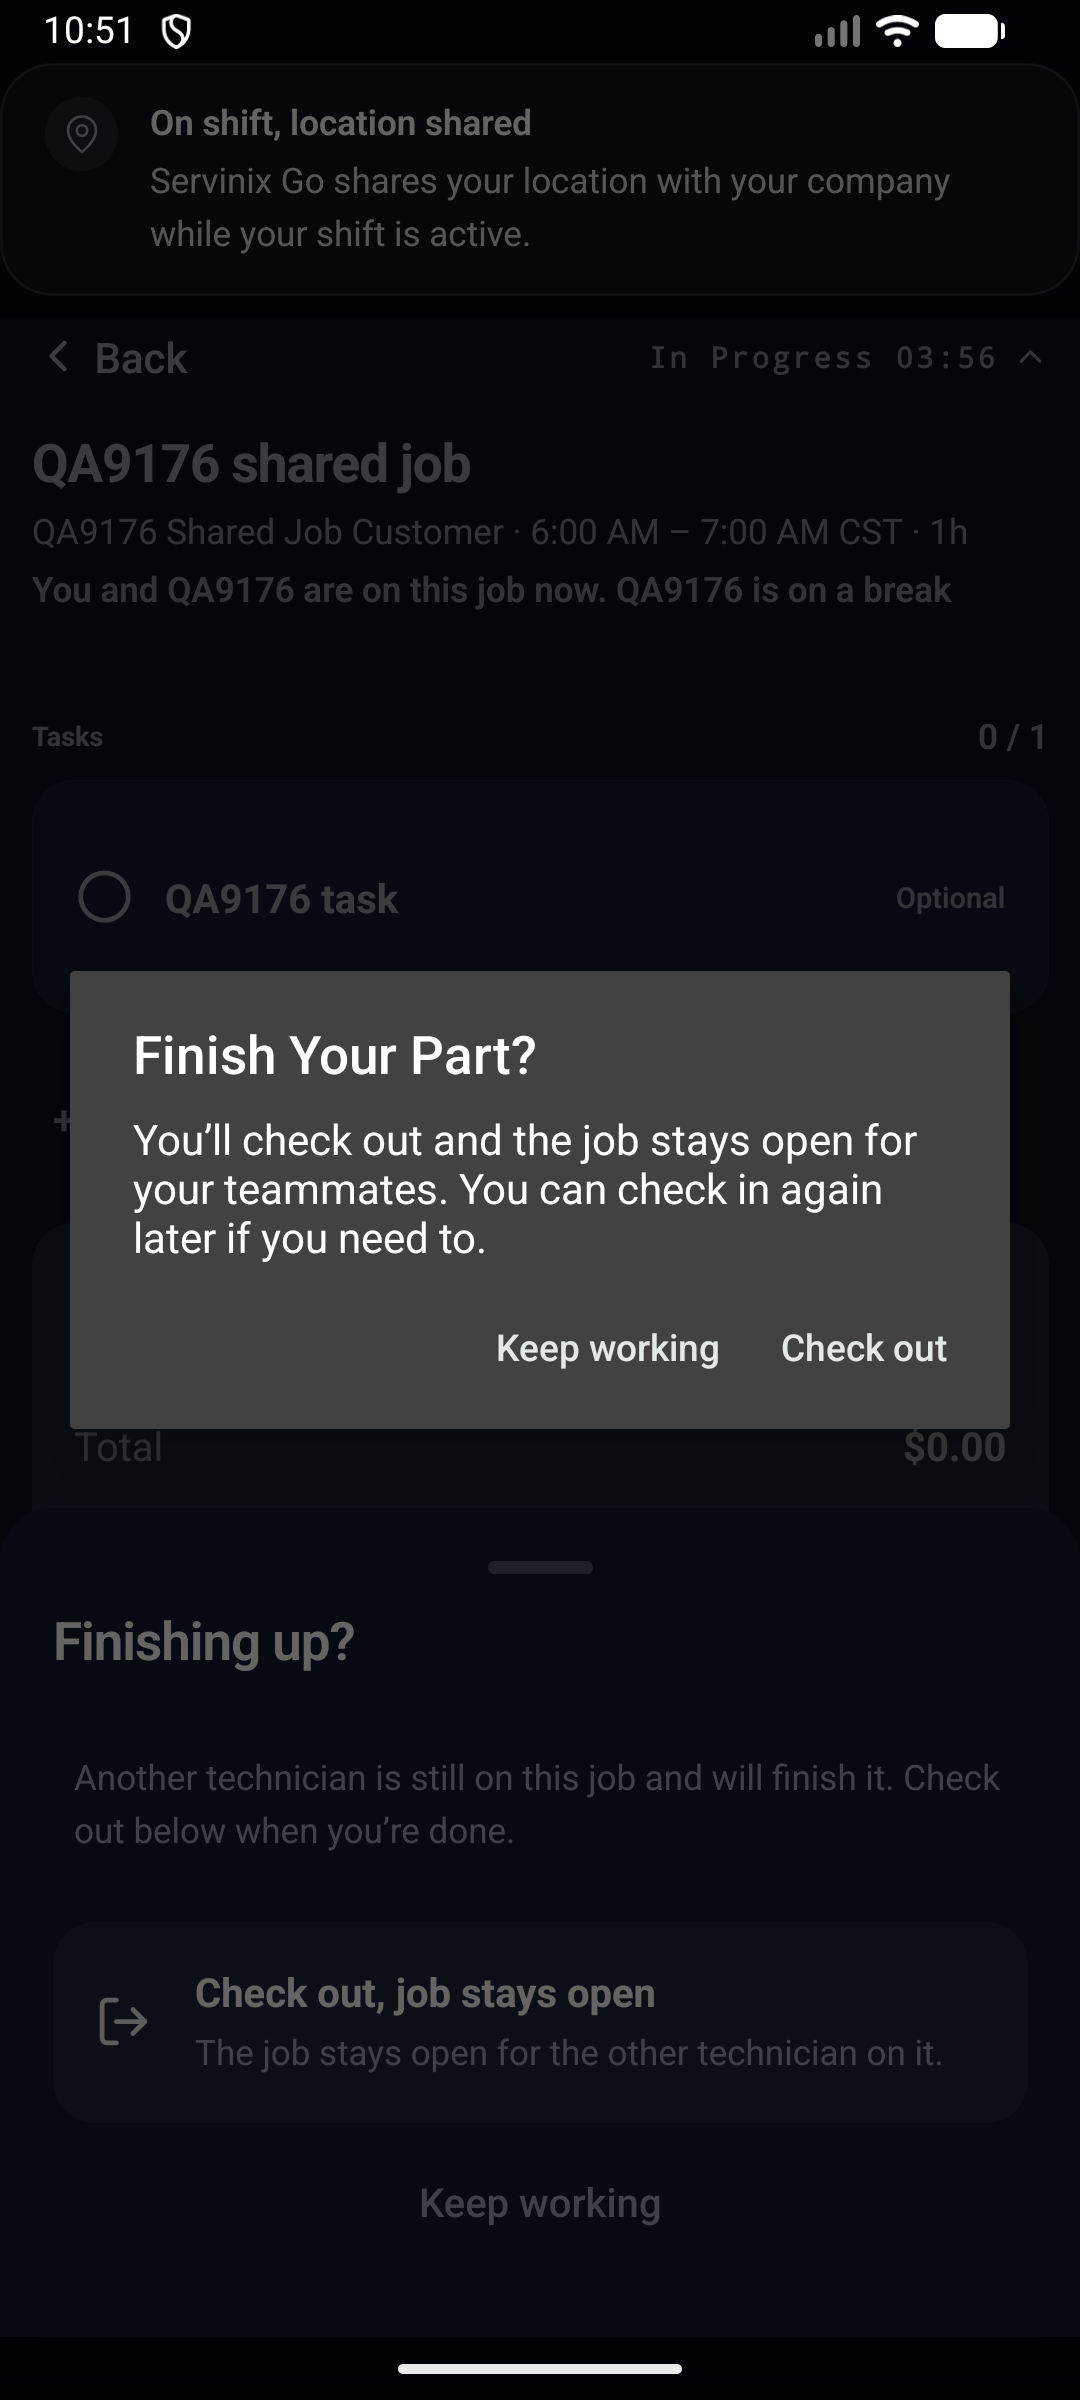 10:51
On shift, location shared
Servinix Go shares your location with your company
while your shift is active.
Back
In Progress 03:56
QA9176 shared job
QA9176 Shared Job Customer · 6:00 AM – 7:00 AM CST · 1h
You and QA9176 are on this job now. QA9176 is on a break
Tasks
0 / 1
QA9176 task
Optional
+
Finish Your Part?
You’ll check out and the job stays open for
your teammates. You can check in again
later if you need to.
Keep working
Check out
Total
$0.00
Finishing up?
Another technician is still on this job and will finish it. Check
out below when you’re done.
Check out, job stays open
The job stays open for the other technician on it.
Keep working